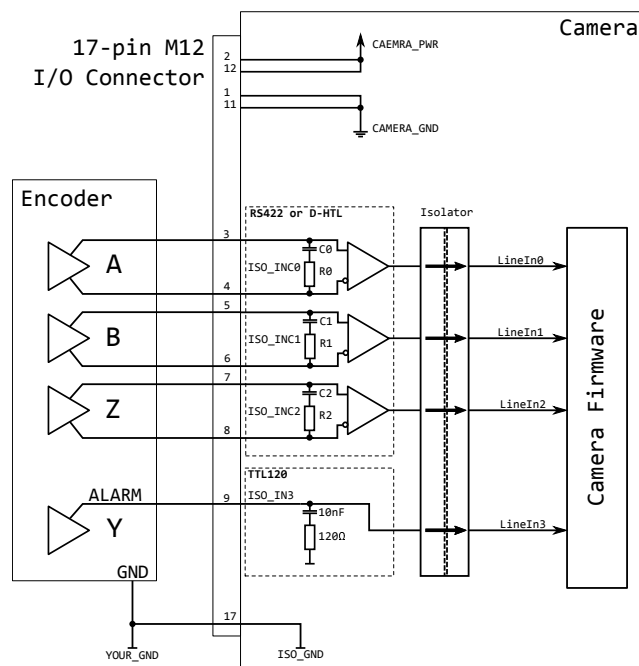 Camera
17-pin M12
I/O Connector
2
12
CAEMRA_PWR
1
11
CAMERA_GND
Encoder
RS422 or D-HTL
Isolator
3
A
C0
ISO_INC0
R0
LineIn0
4
5
B
C1
ISO_INC1
R1
LineIn1
6
7
Z
C2
ISO_INC2
R2
LineIn2
8
Camera Firmware
TTL120
ALARM
9
ISO_IN3
Y
10nF
120Ω
LineIn3
GND
17
YOUR_GND
ISO_GND